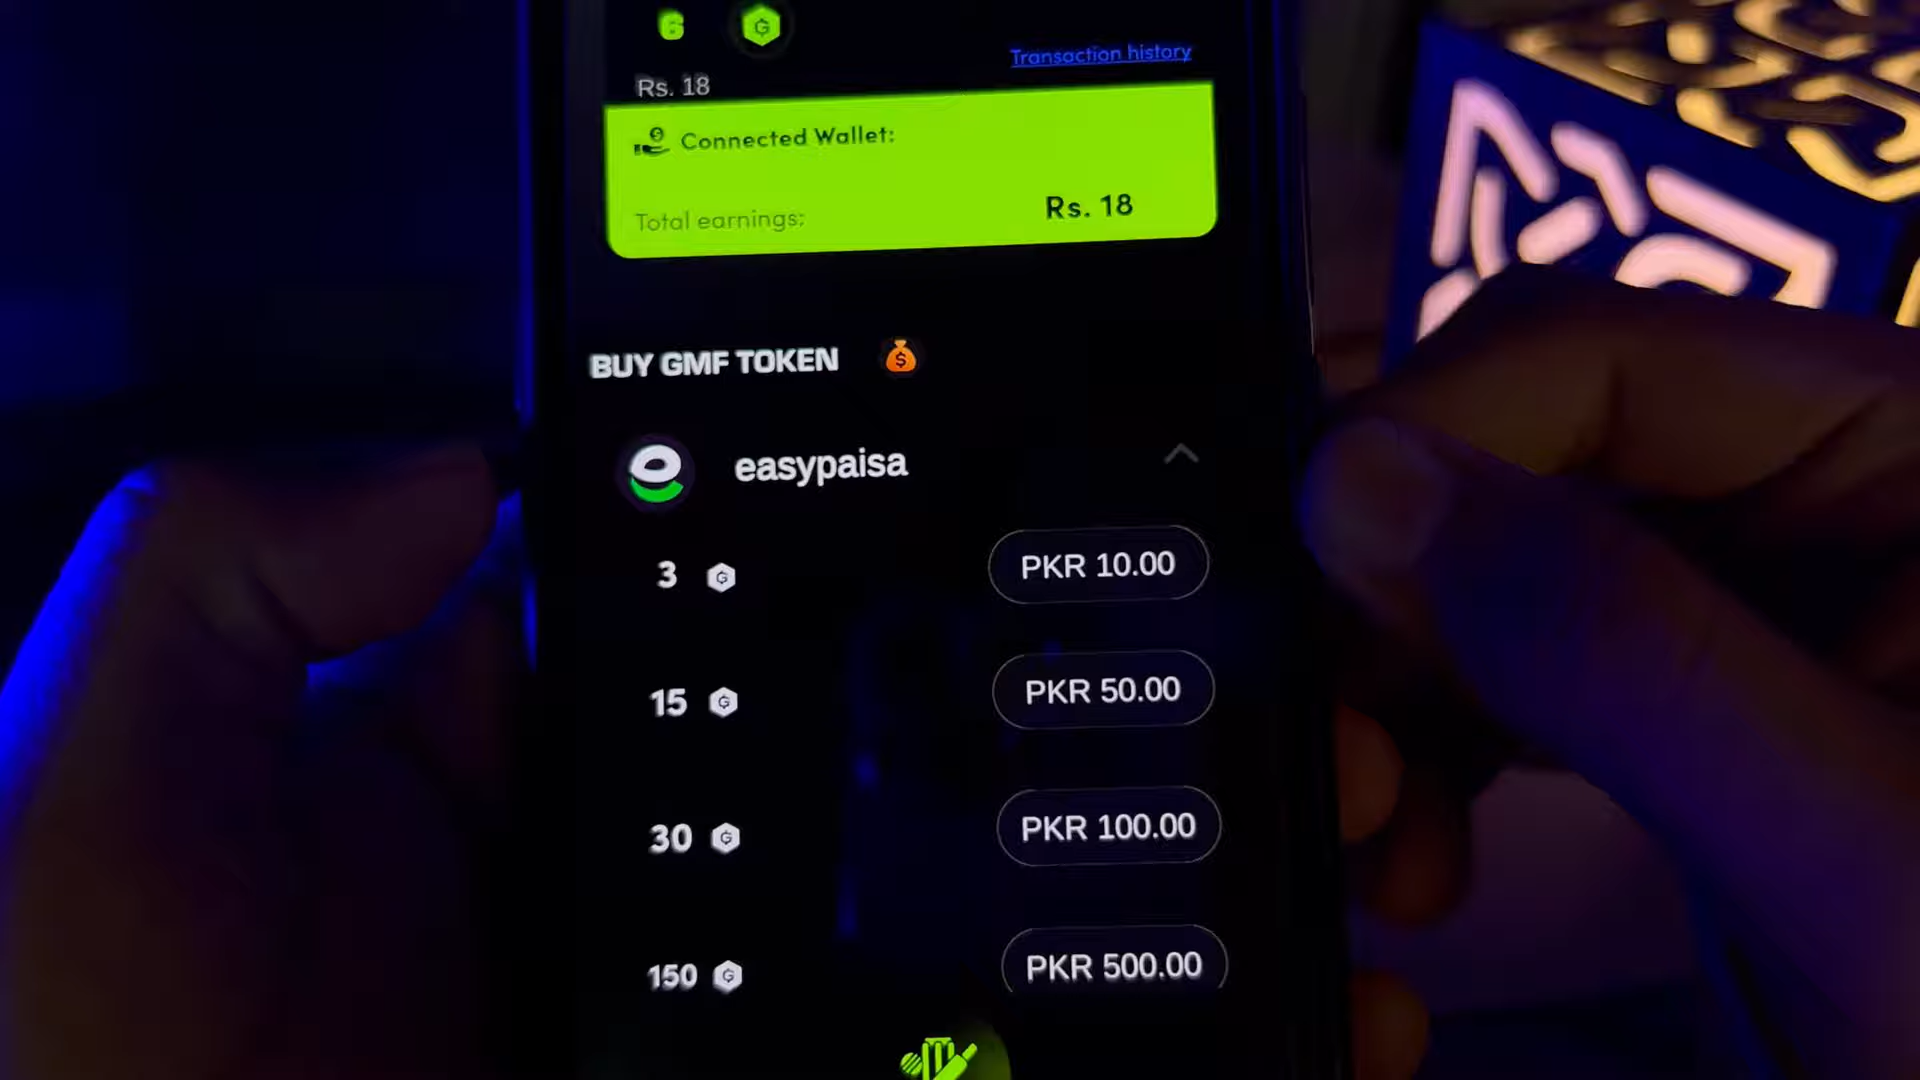 6
Transaction history
Rs. 18
Connected Wallet:
Total earnings: Rs. 18
BUY GMF TOKEN
easypaisa
3 PKR 10.00
15 PKR 50.00
30 PKR 100.00
150 PKR 500.00